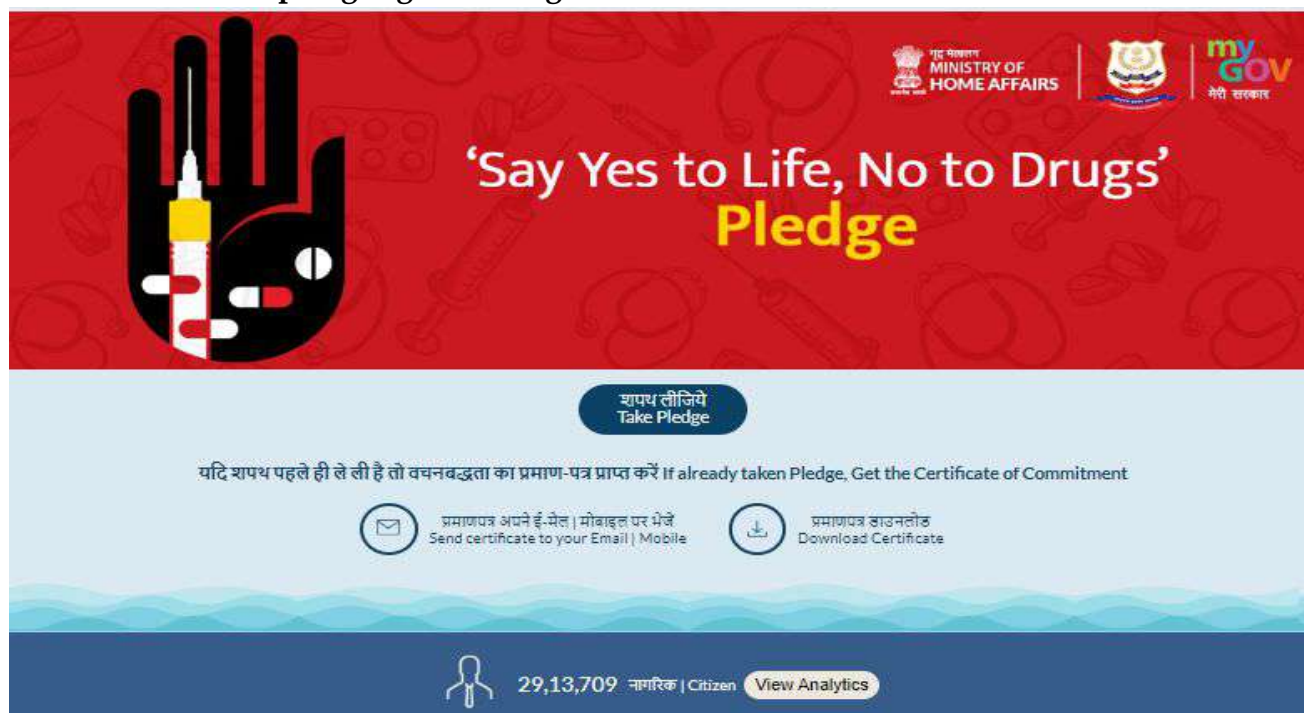 गृह मंत्रालय
MINISTRY OF
HOME AFFAIRS
my
GOV
मेरी सरकार
‘Say Yes to Life, No to Drugs’
Pledge
शपथ लीजिये
Take Pledge
यदि शपथ पहले ही ले ली है तो वचनबद्धता का प्रमाण-पत्र प्राप्त करें If already taken Pledge, Get the Certificate of Commitment
प्रमाणपत्र अपने ई-मेल | मोबाइल पर भेजें
Send certificate to your Email | Mobile
प्रमाणपत्र डाउनलोड
Download Certificate
29,13,709 नागरिक | Citizen View Analytics